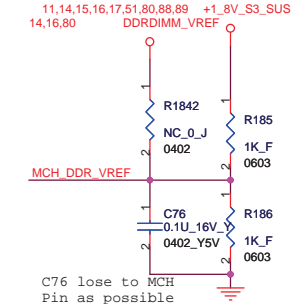 11,14,15,16,17,51,80,88,89 +1_8V_S3_SUS
14,16,80 DDRDIMM_VREF
1
R1842
NC_0_J
0402
2
1
R185
1K_F
0603
2
MCH_DDR_VREF
1
C76
0.1U_16V_Y
0402_Y5V
2
1
R186
1K_F
0603
2
C76 lose to MCH
Pin as possible